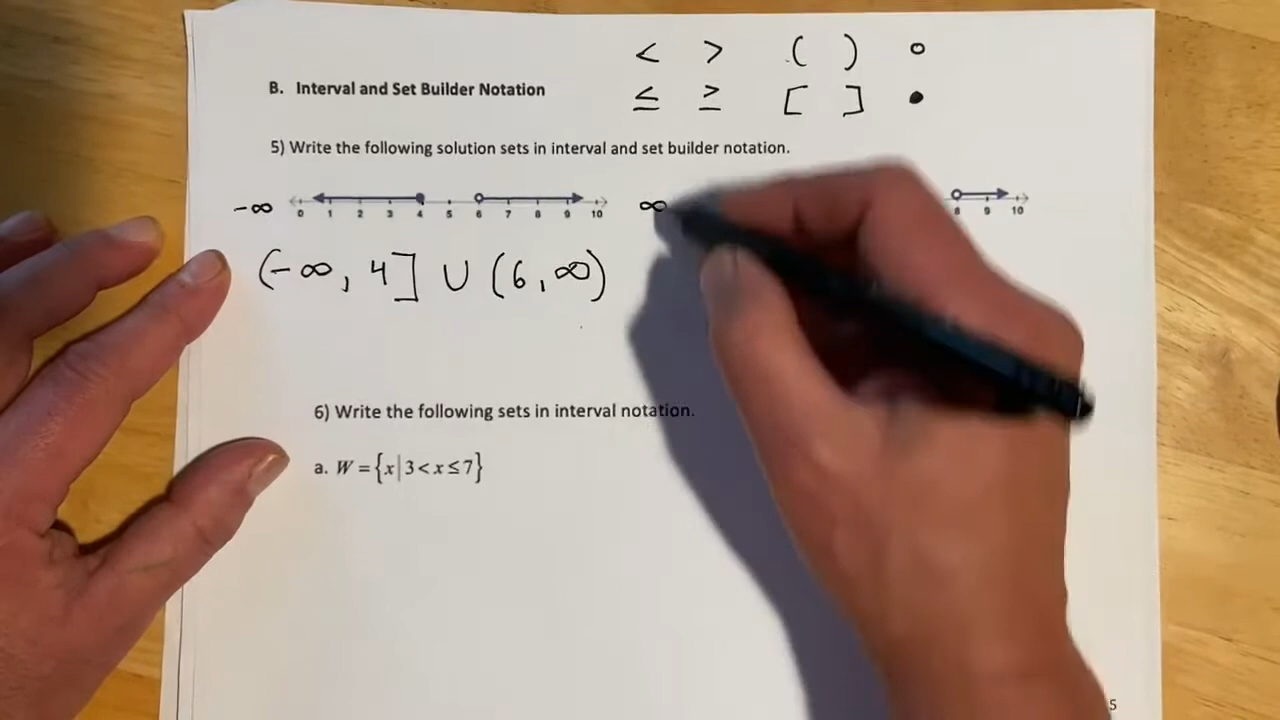 < > ( ) ○
B. Interval and Set Builder Notation
≤ ≥ [ ] ●
5) Write the following solution sets in interval and set builder notation.
-∞ 0 1 2 3 4 5 6 7 8 9 10 ∞ 8 9 10
(-∞, 4] ∪ (6, ∞)
6) Write the following sets in interval notation.
a. W = {x|3<x≤7}
5